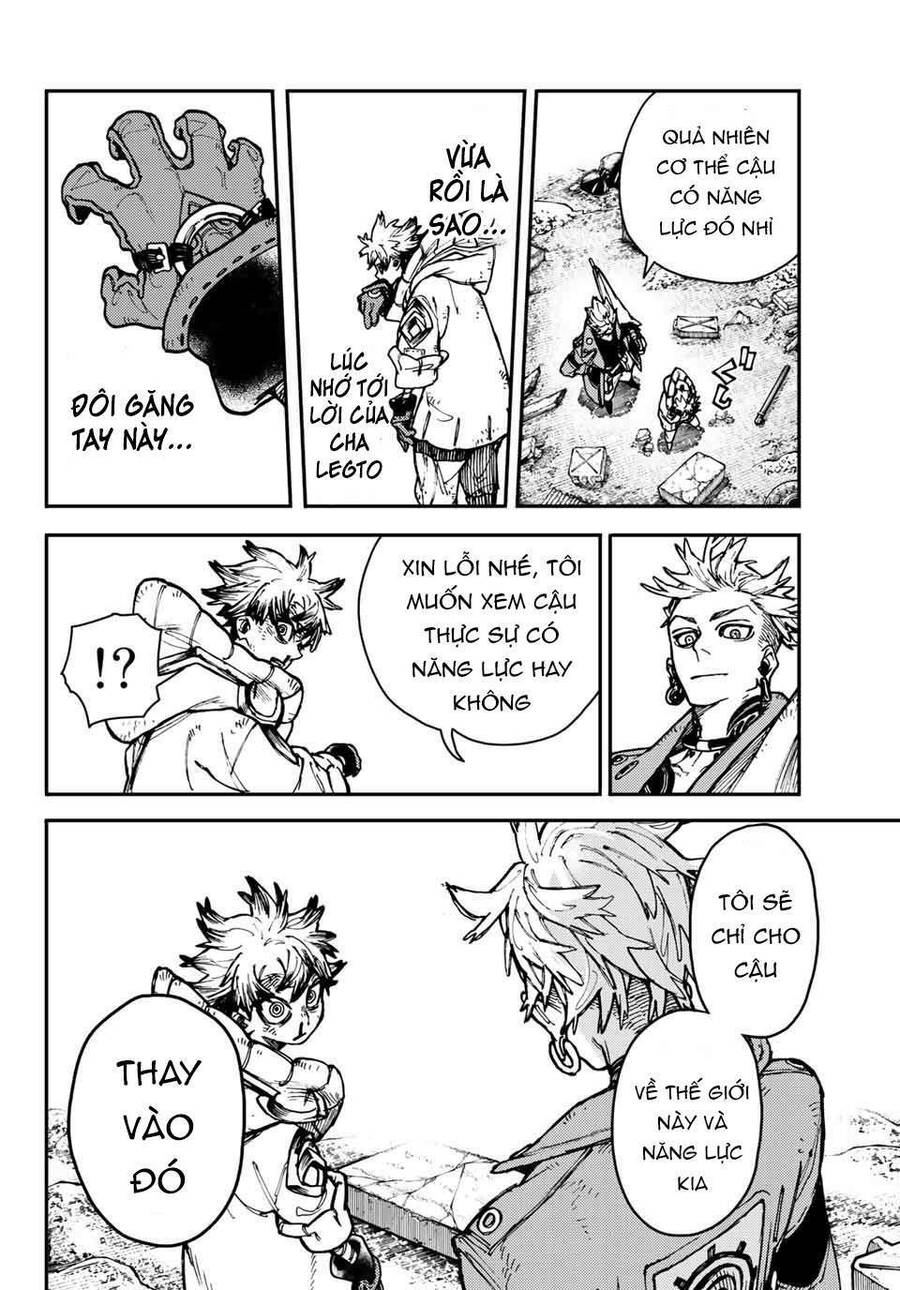 QUẢ NHIÊN
CƠ THỂ CẬU
CÓ NĂNG
LỰC ĐÓ NHỈ
VỪA
RỒI LÀ
SAO...
LÚC
NHỚ TỚI
LỜI CỦA
CHA
LEGTO
ĐÔI GĂNG
TAY NÀY...
XIN LỖI NHÉ, TÔI
MUỐN XEM CẬU
THỰC SỰ CÓ
NĂNG LỰC HAY
KHÔNG
!?
TÔI SẼ
CHỈ CHO
CẬU
VỀ THẾ GIỚI
NÀY VÀ
NĂNG LỰC
KIA
THAY
VÀO
ĐÓ